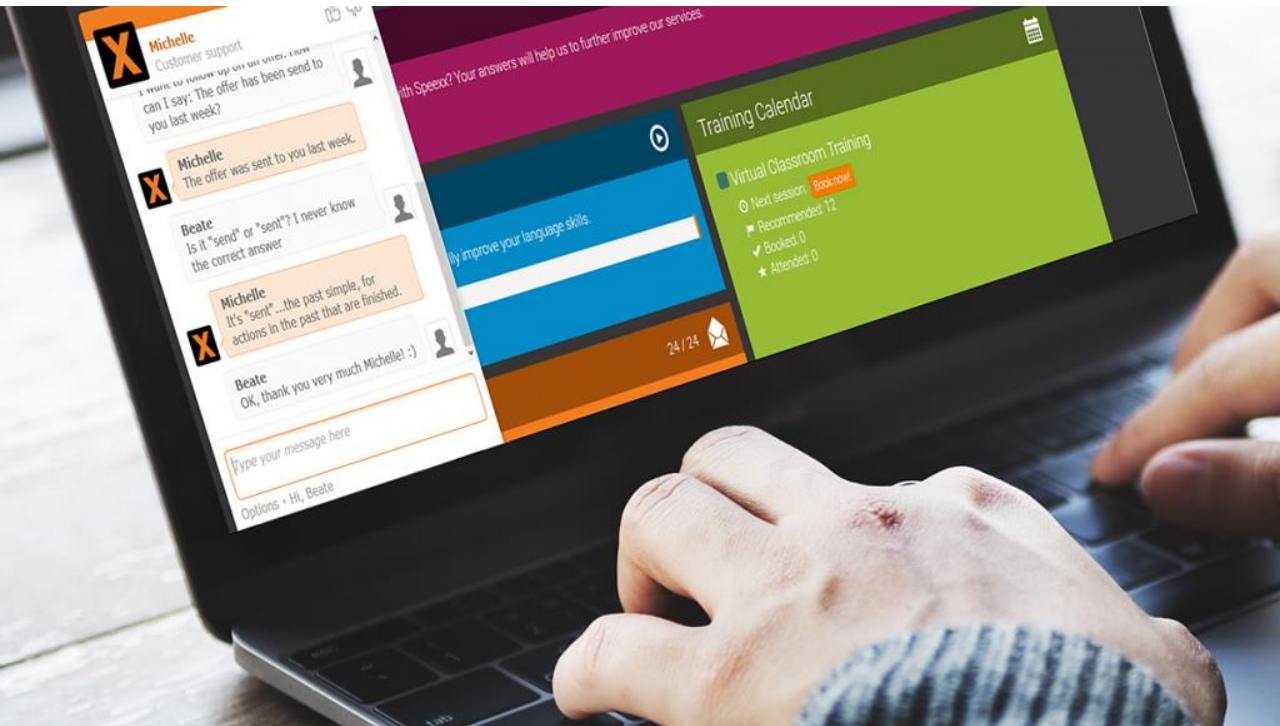 Michelle
Customer support
I want to follow up on an offer. How
can I say: The offer has been send to
you last week?
Michelle
The offer was sent to you last week.
Beate
Is it "send" or "sent"? I never know
the correct answer
Michelle
It's "sent" ...the past simple, for
actions in the past that are finished.
Beate
OK, thank you very much Michelle! :)
Type your message here
Options • Hi, Beate
with Speexx? Your answers will help us to further improve our services.
lly improve your language skills.
24 / 24
Training Calendar
Virtual Classroom Training
Next session: Book now!
Recommended: 12
Booked: 0
Attended: 0
esc
tab